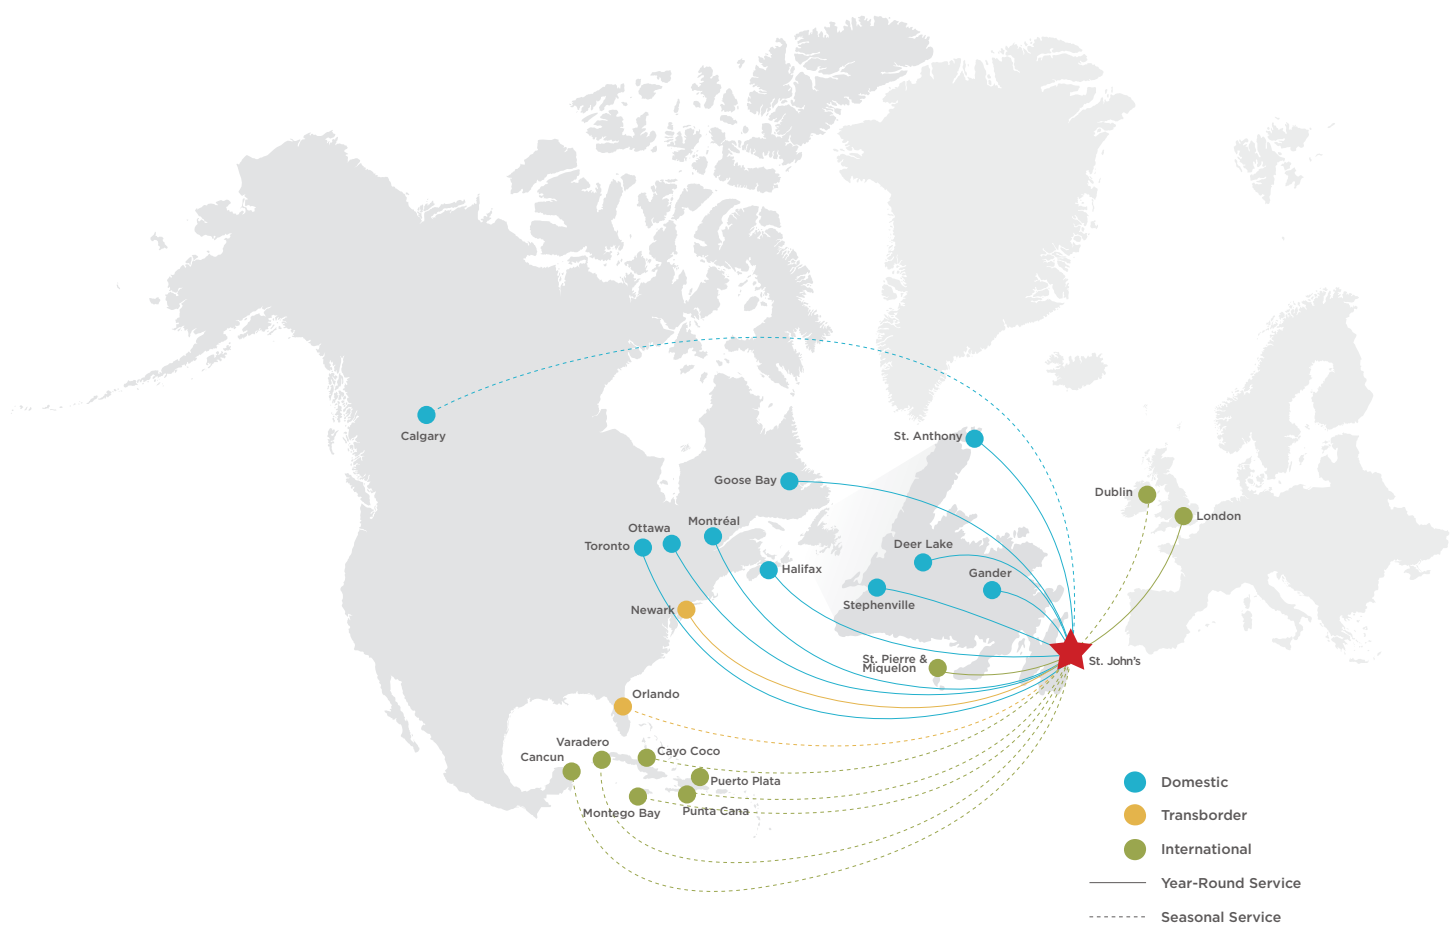 Calgary
St. Anthony
Goose Bay
Dublin
London
Montréal
Ottawa
Toronto
Deer Lake
Halifax
Gander
Stephenville
Newark
St. Pierre &
Miquelon
St. John's
Orlando
Varadero
Cayo Coco
Cancun
Puerto Plata
Montego Bay
Punta Cana
Domestic
Transborder
International
Year-Round Service
Seasonal Service